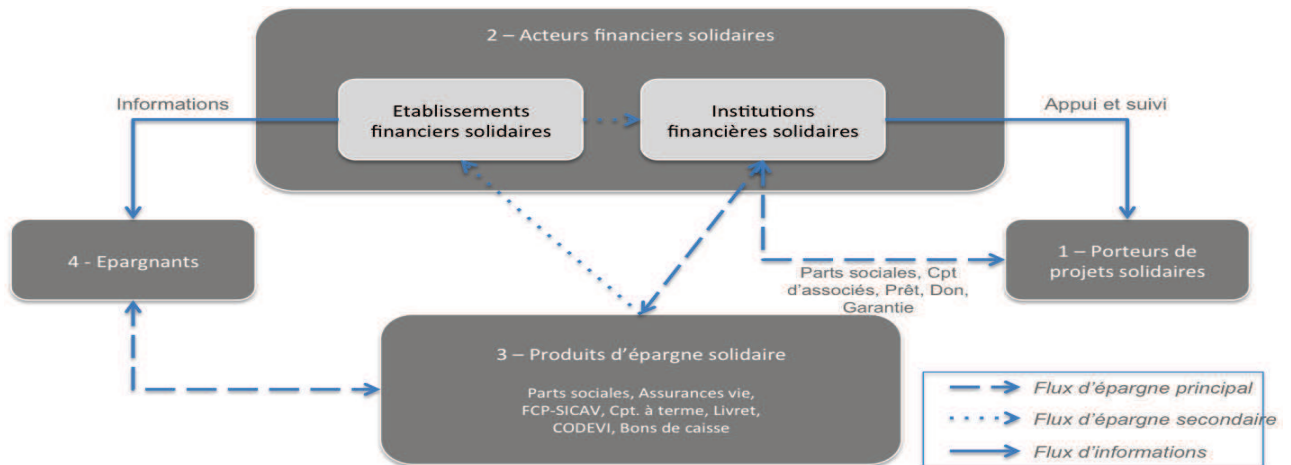 2 – Acteurs financiers solidaires
Informations
Etablissements
financiers solidaires
Institutions
financières solidaires
Appui et suivi
4 - Epargnants
1 – Porteurs de
projets solidaires
Parts sociales, Cpt
d'associés, Prêt, Don,
Garantie
3 – Produits d'épargne solidaire
Parts sociales, Assurances vie,
FCP-SICAV, Cpt. à terme, Livret,
CODEVI, Bons de caisse
Flux d'épargne principal
Flux d'épargne secondaire
Flux d'informations